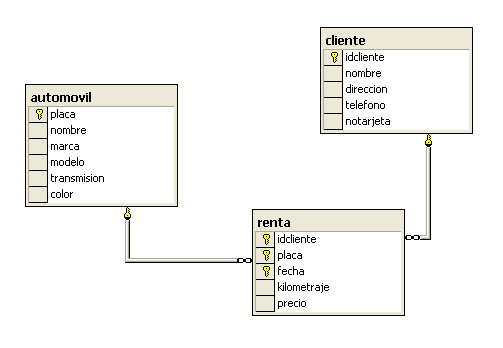 cliente
idcliente
nombre
direccion
telefono
notarjeta
automovil
placa
nombre
marca
modelo
transmision
color
renta
idcliente
placa
fecha
kilometraje
precio